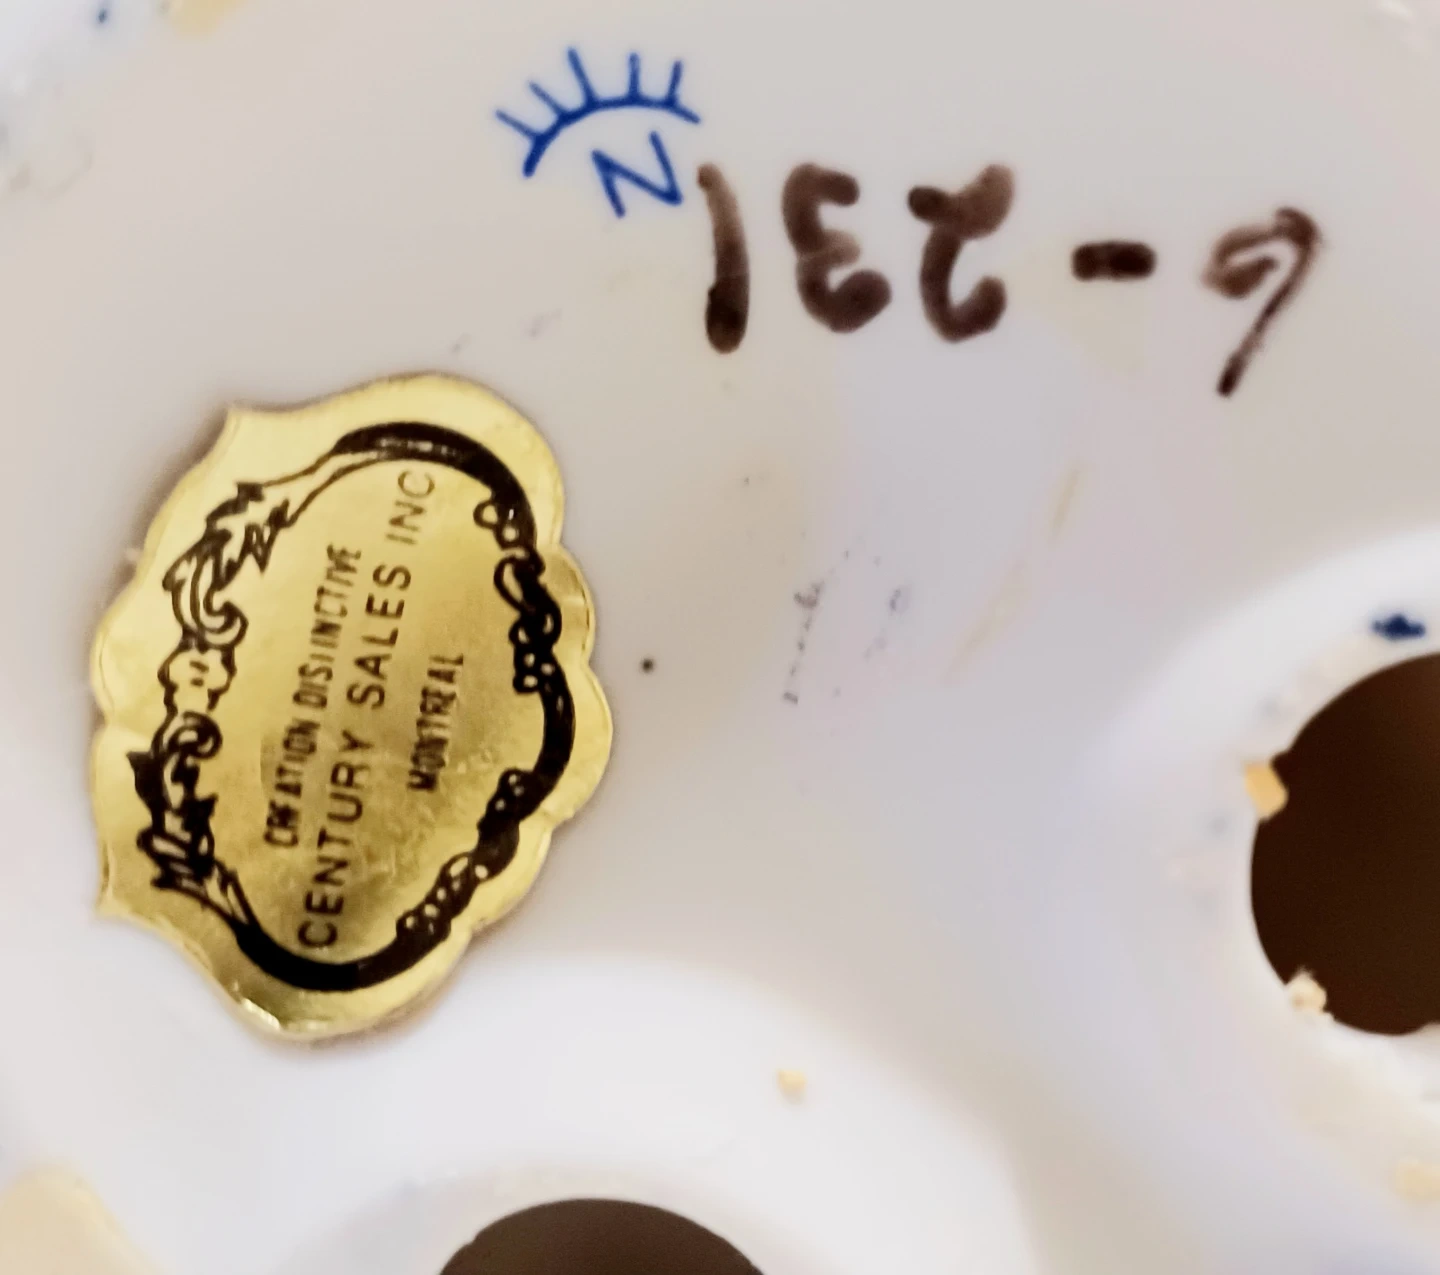 N
6-231
CREATION DISTINCTIVE
CENTURY SALES INC
MONTREAL